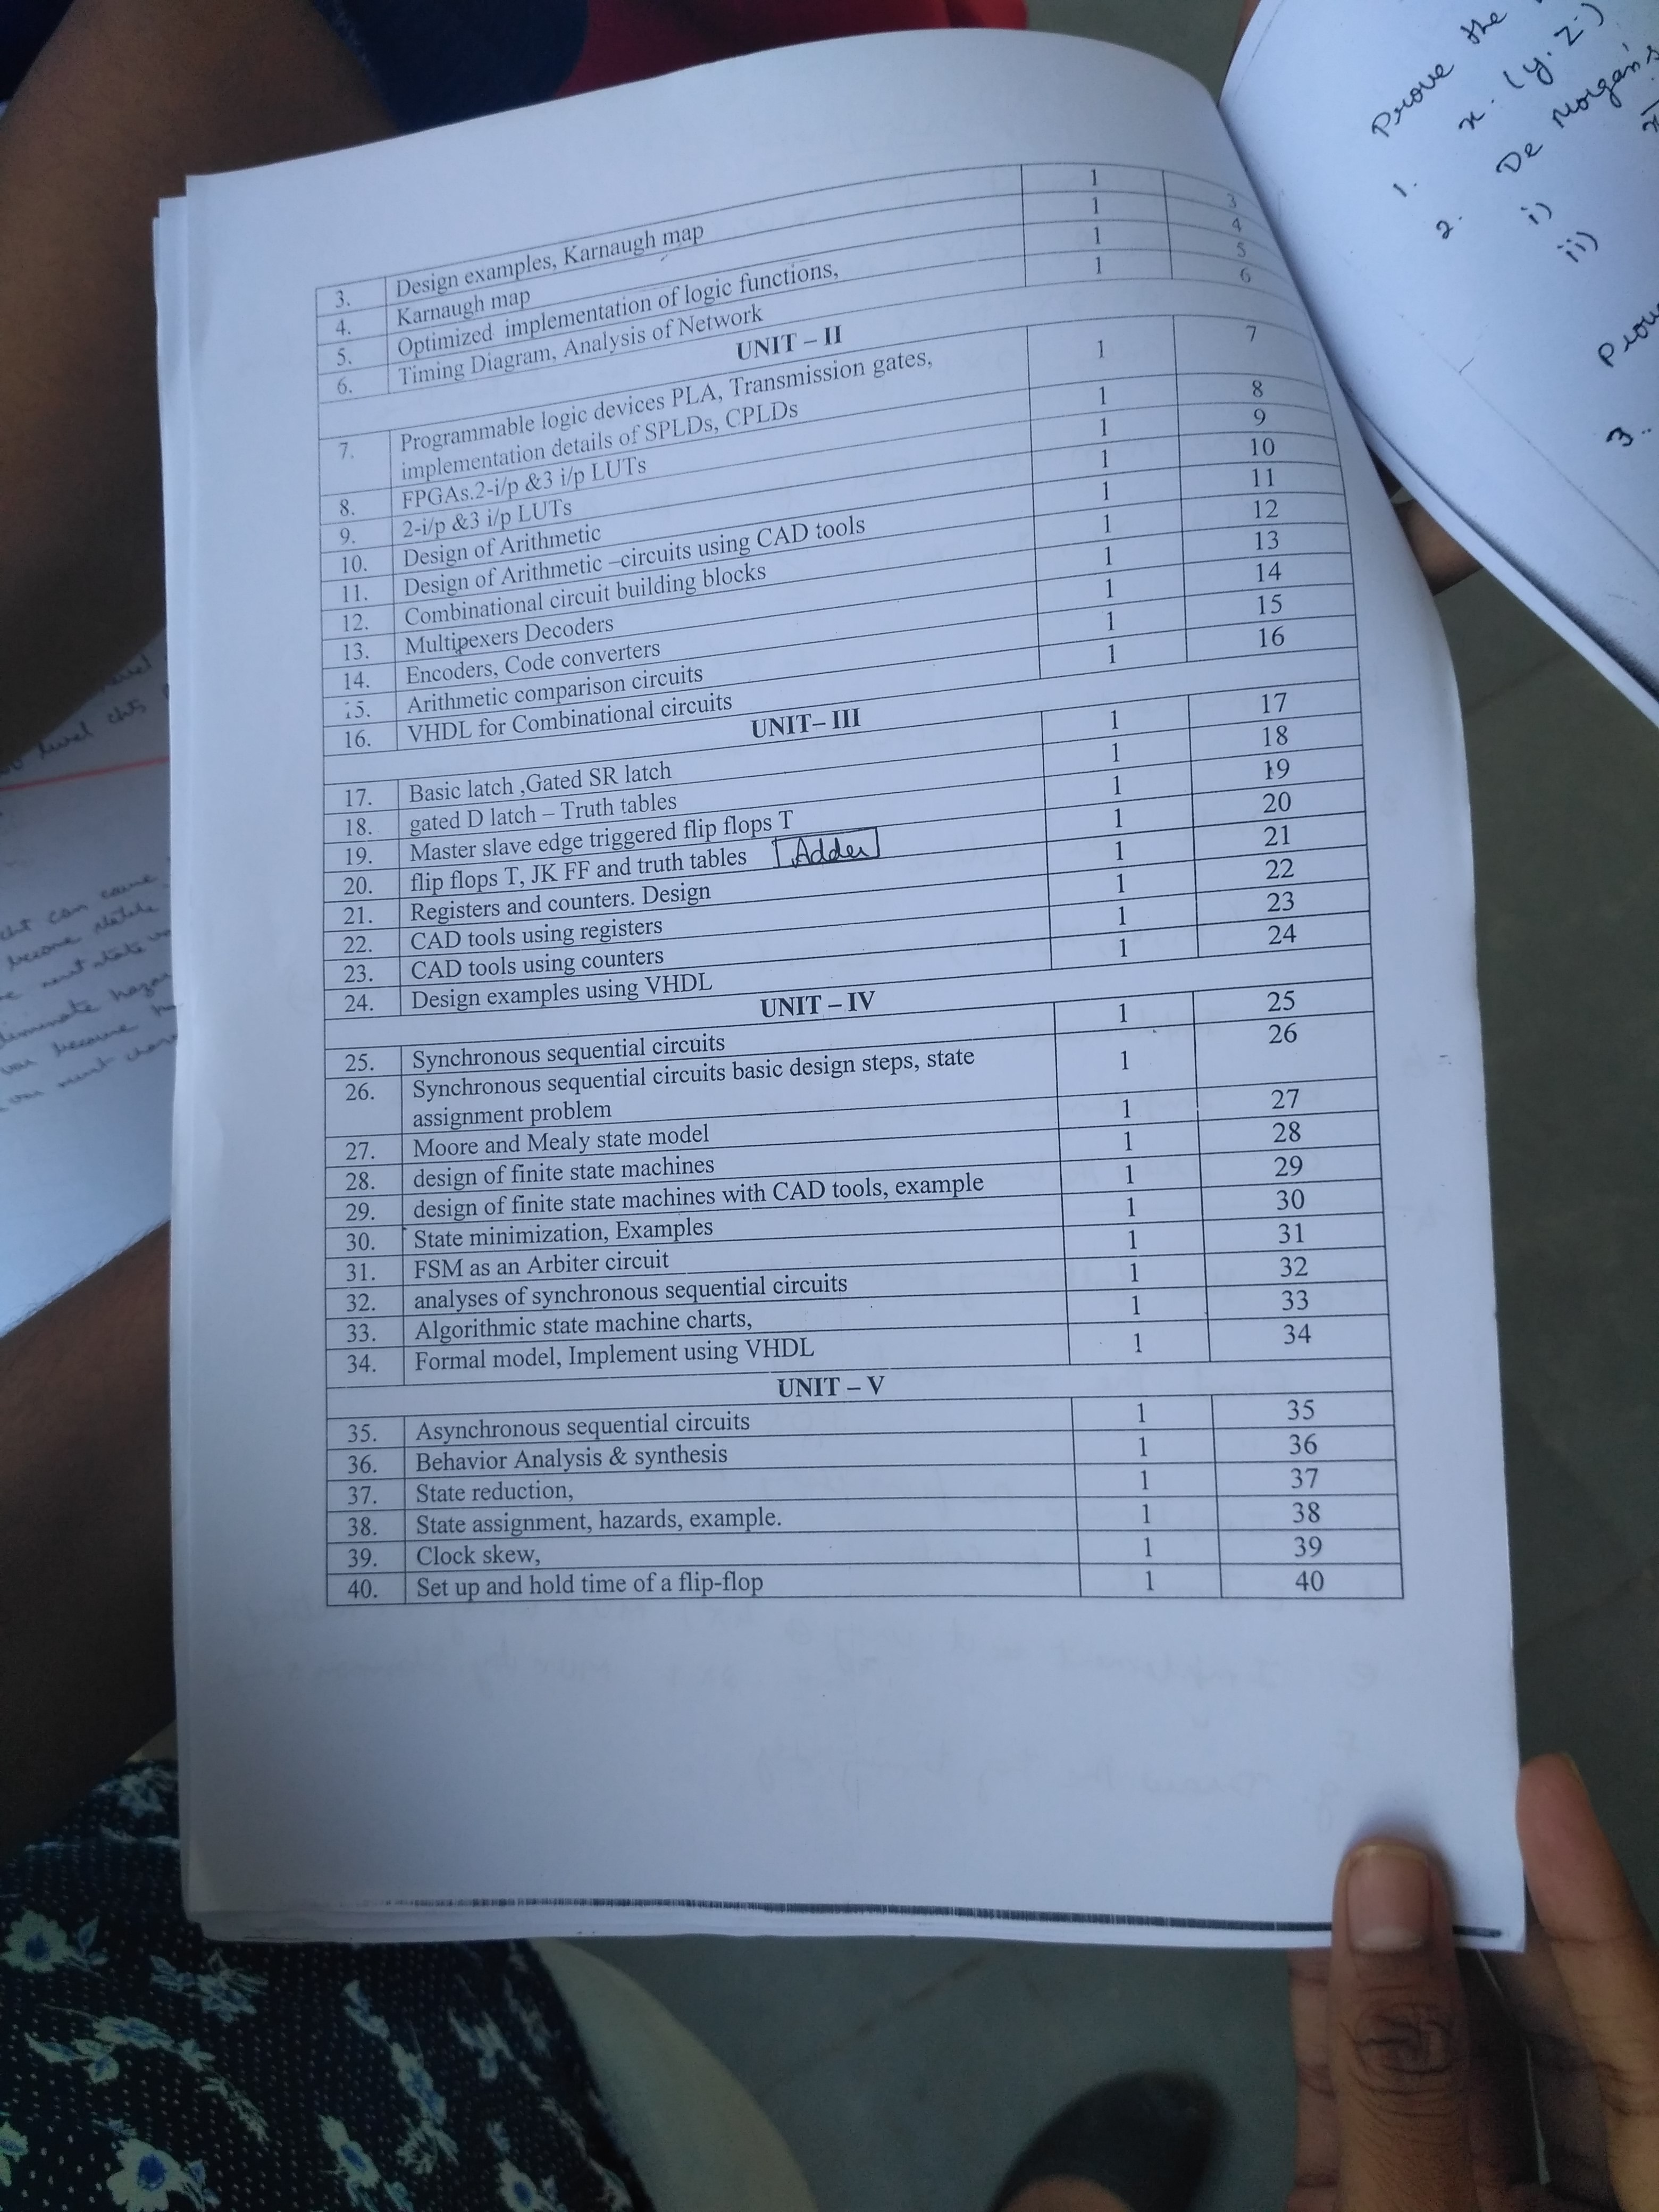 3. Design examples, Karnaugh map 1 3
4. Karnaugh map 1 4
5. Optimized implementation of logic functions, 1 5
6. Timing Diagram, Analysis of Network 1 6
UNIT – II
7. Programmable logic devices PLA, Transmission gates, 1 7
implementation details of SPLDs, CPLDs
8. FPGAs.2-i/p &3 i/p LUTs 1 8
9. 2-i/p &3 i/p LUTs 1 9
10. Design of Arithmetic 1 10
11. Design of Arithmetic –circuits using CAD tools 1 11
12. Combinational circuit building blocks 1 12
13. Multipexers Decoders 1 13
14. Encoders, Code converters 1 14
15. Arithmetic comparison circuits 1 15
16. VHDL for Combinational circuits 1 16
UNIT– III
17. Basic latch ,Gated SR latch 1 17
18. gated D latch – Truth tables 1 18
19. Master slave edge triggered flip flops T 1 19
20. flip flops T, JK FF and truth tables Adder 1 20
21. Registers and counters. Design 1 21
22. CAD tools using registers 1 22
23. CAD tools using counters 1 23
24. Design examples using VHDL 1 24
UNIT – IV
25. Synchronous sequential circuits 1 25
26. Synchronous sequential circuits basic design steps, state 1 26
assignment problem
27. Moore and Mealy state model 1 27
28. design of finite state machines 1 28
29. design of finite state machines with CAD tools, example 1 29
30. State minimization, Examples 1 30
31. FSM as an Arbiter circuit 1 31
32. analyses of synchronous sequential circuits 1 32
33. Algorithmic state machine charts, 1 33
34. Formal model, Implement using VHDL 1 34
UNIT – V
35. Asynchronous sequential circuits 1 35
36. Behavior Analysis & synthesis 1 36
37. State reduction, 1 37
38. State assignment, hazards, example. 1 38
39. Clock skew, 1 39
40. Set up and hold time of a flip-flop 1 40
Prove the
1. x. (y.z)
2. De Morgan's
i)
ii)
3.